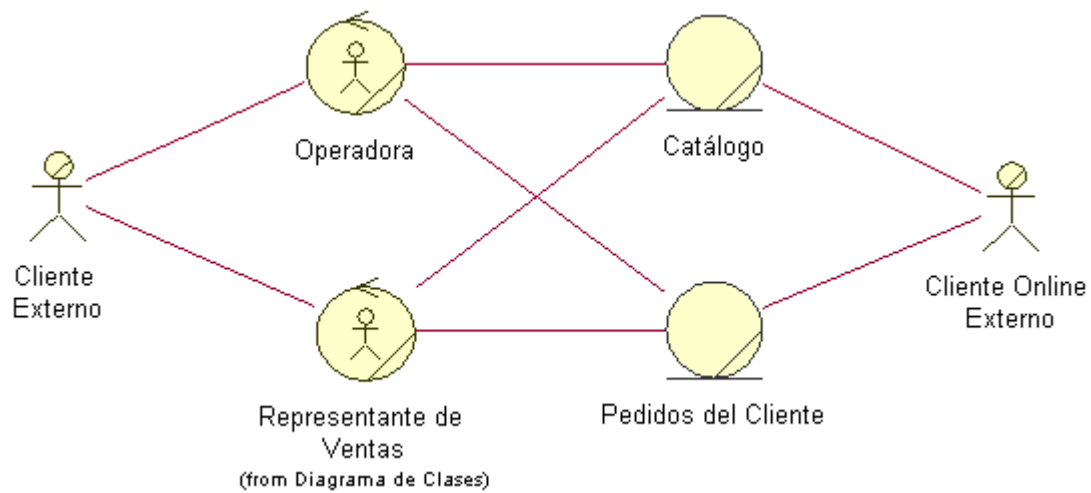 Operadora
Catálogo
Cliente
Externo
Cliente Online
Externo
Representante de
Ventas
(from Diagrama de Clases)
Pedidos del Cliente